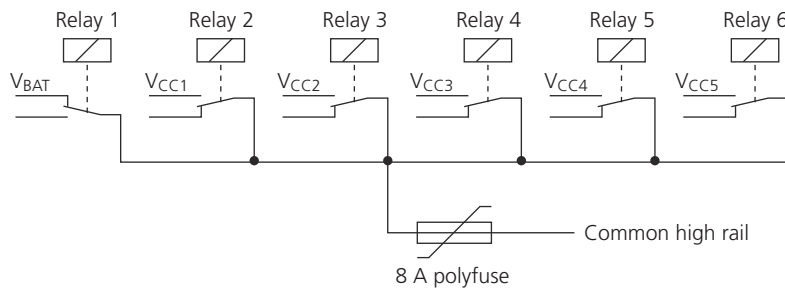 Relay 1 Relay 2 Relay 3 Relay 4 Relay 5 Relay 6
VBAT VCC1 VCC2 VCC3 VCC4 VCC5
Common high rail
8 A polyfuse